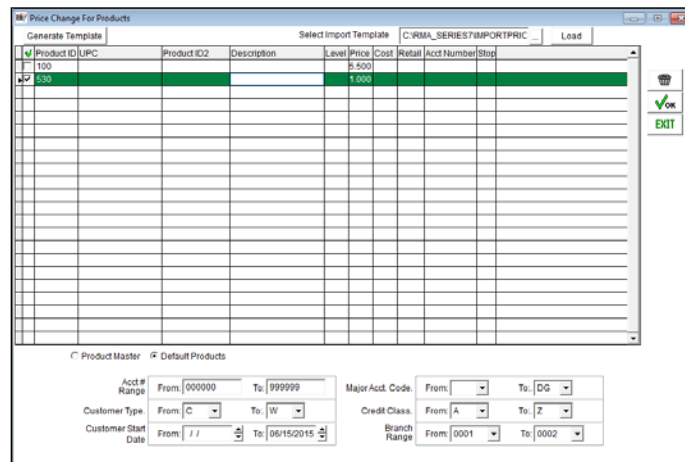 Price Change For Products
Generate Template Select Import Template C:\RMA_SERIES7\IMPORTPRIC ... Load
Product ID UPC Product ID2 Description Level Price Cost Retail Acct Number Stop
100 5.500
530 1.000
OK
EXIT
Product Master Default Products
Acct.# Range From: 000000 To: 999999 Major Acct. Code. From: To: DG
Customer Type. From: C To: W Credit Class. From: A To: Z
Customer Start Date From: / / To: 06/15/2015 Branch Range From: 0001 To: 0002